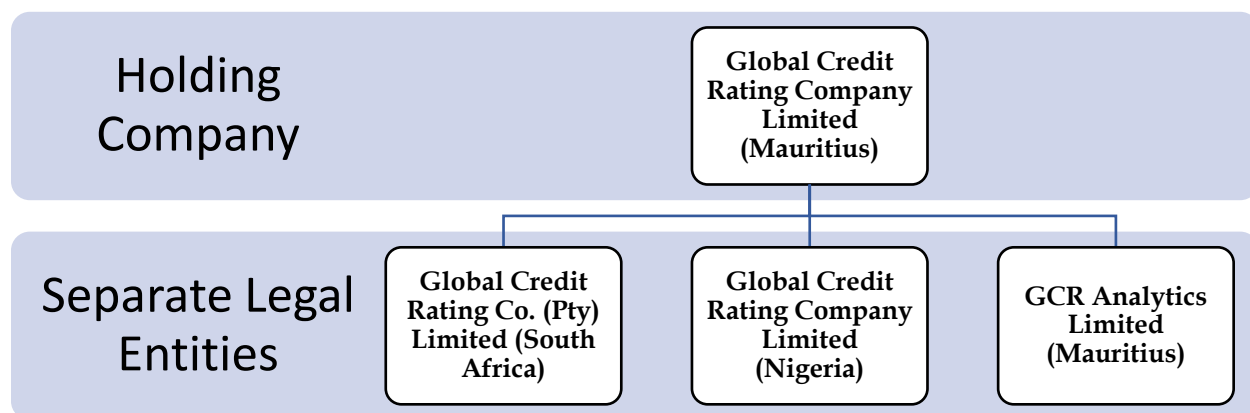 Holding
Company
Global Credit
Rating Company
Limited
(Mauritius)
Separate Legal
Entities
Global Credit
Rating Co. (Pty)
Limited (South
Africa)
Global Credit
Rating Company
Limited
(Nigeria)
GCR Analytics
Limited
(Mauritius)